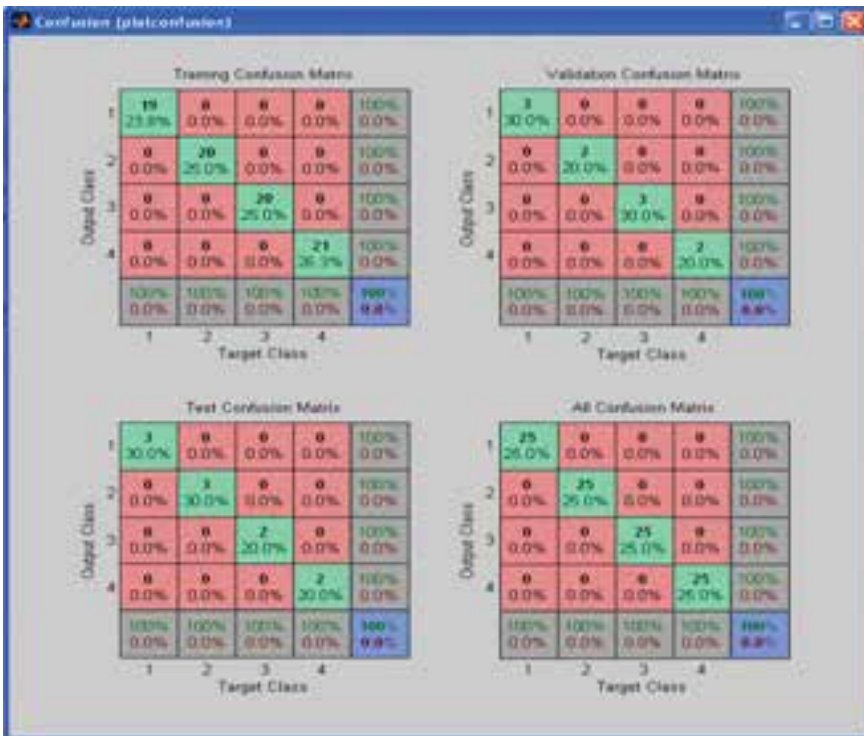 Confusion (plotconfusion)
Training Confusion Matrix
Output Class
1
19 0 0 0 100%
23.8% 0.0% 0.0% 0.0% 0.0%
2
0 20 0 0 100%
0.0% 25.0% 0.0% 0.0% 0.0%
3
0 0 20 0 100%
0.0% 0.0% 25.0% 0.0% 0.0%
4
0 0 0 21 100%
0.0% 0.0% 0.0% 26.3% 0.0%
100% 100% 100% 100% 100%
0.0% 0.0% 0.0% 0.0% 0.0%
1 2 3 4
Target Class
Validation Confusion Matrix
Output Class
1
3 0 0 0 100%
30.0% 0.0% 0.0% 0.0% 0.0%
2
0 2 0 0 100%
0.0% 20.0% 0.0% 0.0% 0.0%
3
0 0 3 0 100%
0.0% 0.0% 30.0% 0.0% 0.0%
4
0 0 0 2 100%
0.0% 0.0% 0.0% 20.0% 0.0%
100% 100% 100% 100% 100%
0.0% 0.0% 0.0% 0.0% 0.0%
1 2 3 4
Target Class
Test Confusion Matrix
Output Class
1
3 0 0 0 100%
30.0% 0.0% 0.0% 0.0% 0.0%
2
0 3 0 0 100%
0.0% 30.0% 0.0% 0.0% 0.0%
3
0 0 2 0 100%
0.0% 0.0% 20.0% 0.0% 0.0%
4
0 0 0 2 100%
0.0% 0.0% 0.0% 20.0% 0.0%
100% 100% 100% 100% 100%
0.0% 0.0% 0.0% 0.0% 0.0%
1 2 3 4
Target Class
All Confusion Matrix
Output Class
1
25 0 0 0 100%
25.0% 0.0% 0.0% 0.0% 0.0%
2
0 25 0 0 100%
0.0% 25.0% 0.0% 0.0% 0.0%
3
0 0 25 0 100%
0.0% 0.0% 25.0% 0.0% 0.0%
4
0 0 0 25 100%
0.0% 0.0% 0.0% 25.0% 0.0%
100% 100% 100% 100% 100%
0.0% 0.0% 0.0% 0.0% 0.0%
1 2 3 4
Target Class